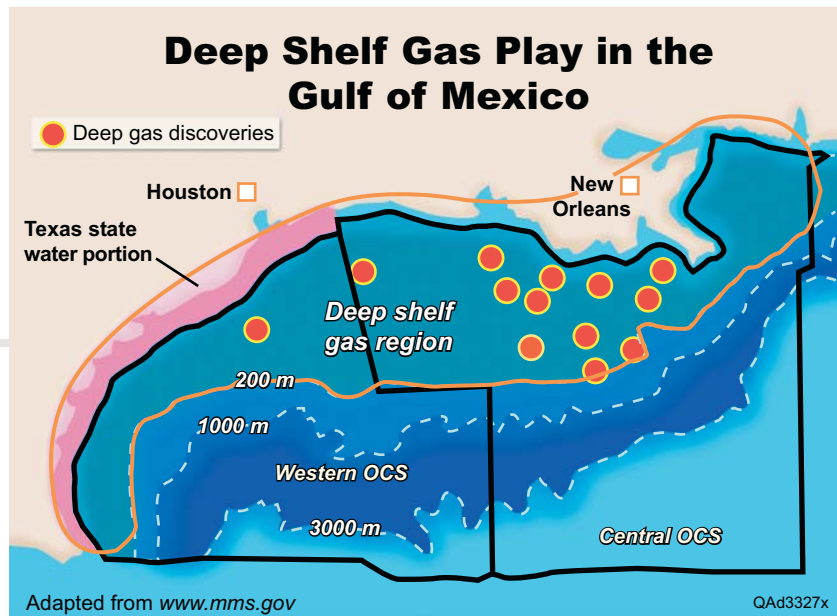 Deep Shelf Gas Play in the
Gulf of Mexico
Deep gas discoveries
Houston
New
Orleans
Texas state
water portion
Deep shelf
gas region
200 m
1000 m
Western OCS
3000 m
Central OCS
Adapted from www.mms.gov
QAd3327x